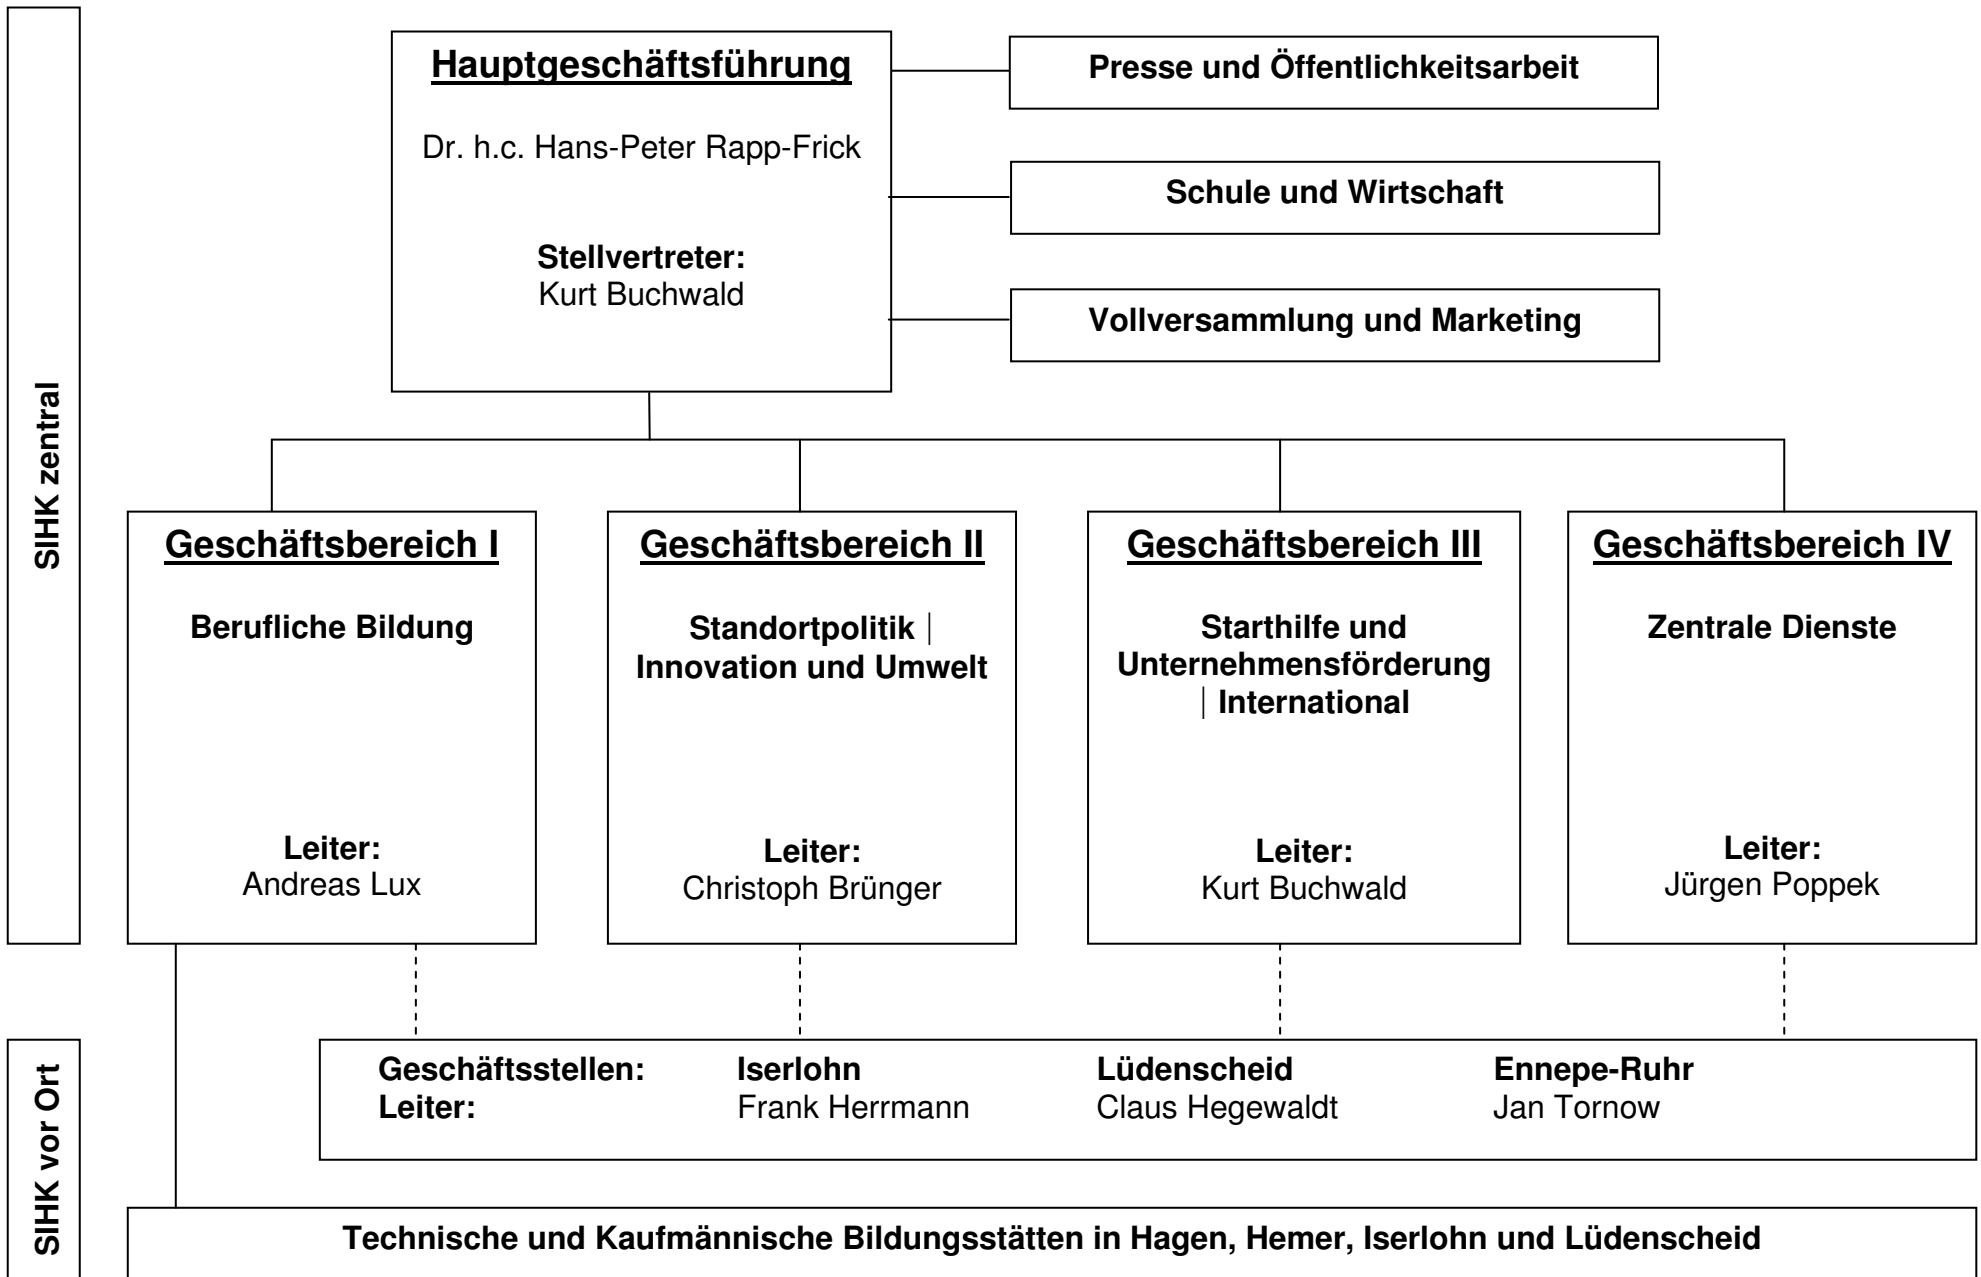 SIHK zentral
Hauptgeschäftsführung
Dr. h.c. Hans-Peter Rapp-Frick
Stellvertreter:
Kurt Buchwald
Presse und Öffentlichkeitsarbeit
Schule und Wirtschaft
Vollversammlung und Marketing
Geschäftsbereich I
Berufliche Bildung
Leiter:
Andreas Lux
Geschäftsbereich II
Standortpolitik |
Innovation und Umwelt
Leiter:
Christoph Brünger
Geschäftsbereich III
Starthilfe und
Unternehmensförderung
| International
Leiter:
Kurt Buchwald
Geschäftsbereich IV
Zentrale Dienste
Leiter:
Jürgen Poppek
SIHK vor Ort
Geschäftsstellen: Iserlohn Lüdenscheid Ennepe-Ruhr
Leiter: Frank Herrmann Claus Hegewaldt Jan Tornow
Technische und Kaufmännische Bildungsstätten in Hagen, Hemer, Iserlohn und Lüdenscheid